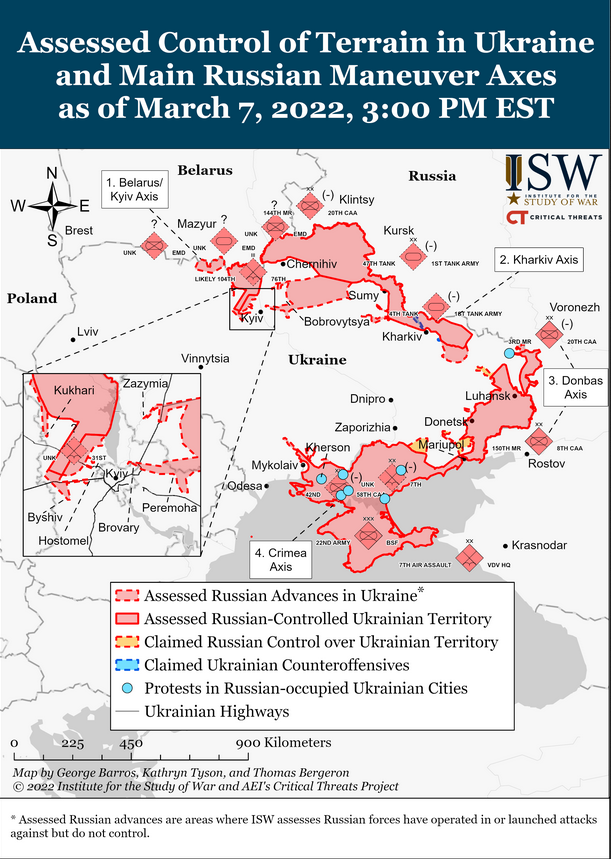 Assessed Control of Terrain in Ukraine
and Main Russian Maneuver Axes
as of March 7, 2022, 3:00 PM EST
ISW
INSTITUTE FOR THE
STUDY OF WAR
CT CRITICAL THREATS
N
W E
S
Belarus
Russia
1. Belarus/
Kyiv Axis
?
xx
(-)
Klintsy
20TH CAA
144TH MR
Brest
?
Mazyur ?
UNK
EMD
UNK
EMD
UNK
EMD
Kursk
xx
(-)
1ST TANK ARMY
47TH TANK
2. Kharkiv Axis
Chernihiv
LIKELY 104TH
76TH
Poland
Sumy
(-)
4TH TANK
1ST TANK ARMY
Voronezh
xx
(-)
20TH CAA
Kyiv
Bobrovytsya
Lviv
Kharkiv
3RD MR
Vinnytsia
Ukraine
3. Donbas
Axis
Kukhari
Zazymia
?
UNK
31ST
Kyiv
Byshiv
Hostomel
Brovary
Peremoha
Dnipro
Luhansk
Zaporizhia
Donetsk
Mariupol
xx
150TH MR
8TH CAA
Rostov
Kherson
Mykolaiv
Odesa
(-)
42ND
xx
(-)
UNK
58TH CAA
7TH
4. Crimea
Axis
xxx
22ND ARMY
BSF
xx
7TH AIR ASSAULT
VDV HQ
Krasnodar
Assessed Russian Advances in Ukraine*
Assessed Russian-Controlled Ukrainian Territory
Claimed Russian Control over Ukrainian Territory
Claimed Ukrainian Counteroffensives
Protests in Russian-occupied Ukrainian Cities
Ukrainian Highways
0 225 450 900 Kilometers
Map by George Barros, Kathryn Tyson, and Thomas Bergeron
© 2022 Institute for the Study of War and AEI's Critical Threats Project
* Assessed Russian advances are areas where ISW assesses Russian forces have operated in or launched attacks
against but do not control.